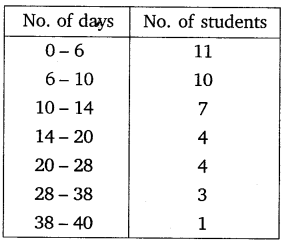 No. of days No. of students
0 – 6 11
6 – 10 10
10 – 14 7
14 – 20 4
20 – 28 4
28 – 38 3
38 – 40 1